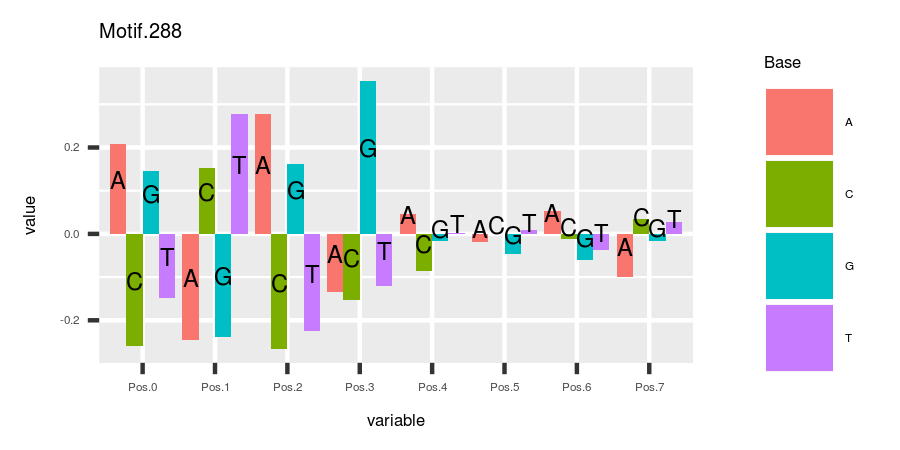 Motif.288
Base
A
C
G
T
value
0.2
0.0
-0.2
A C G T A C G T A C G T A C G T A C G T A C G T A C G T A C G T
Pos.0 Pos.1 Pos.2 Pos.3 Pos.4 Pos.5 Pos.6 Pos.7
variable